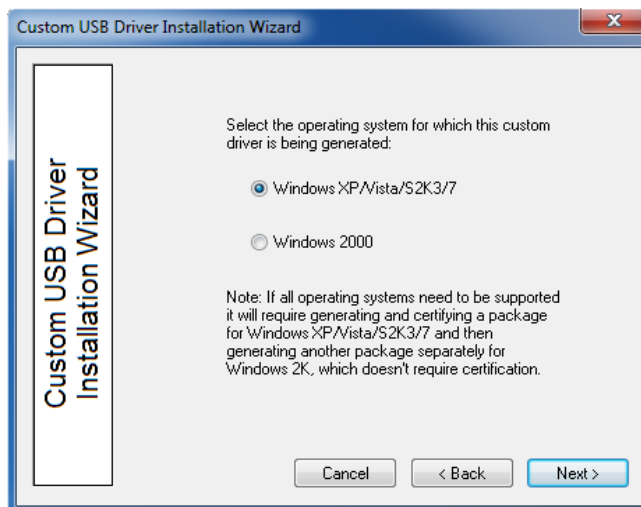 Custom USB Driver Installation Wizard
Custom USB Driver
Installation Wizard
Select the operating system for which this custom
driver is being generated:
Windows XP/Vista/S2K3/7
Windows 2000
Note: If all operating systems need to be supported
it will require generating and certifying a package
for Windows XP/Vista/S2K3/7 and then
generating another package separately for
Windows 2K, which doesn't require certification.
Cancel
< Back
Next >